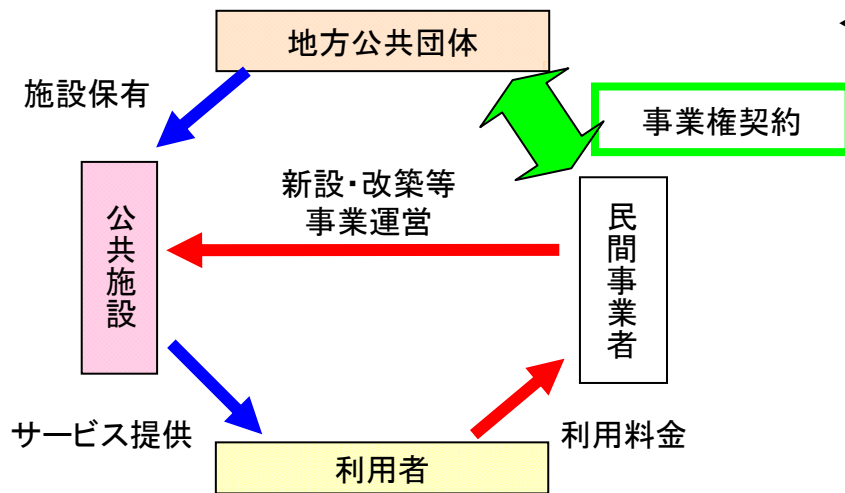 地方公共団体
施設保有
事業権契約
新設・改築等
事業運営
公共施設
民間事業者
サービス提供
利用料金
利用者